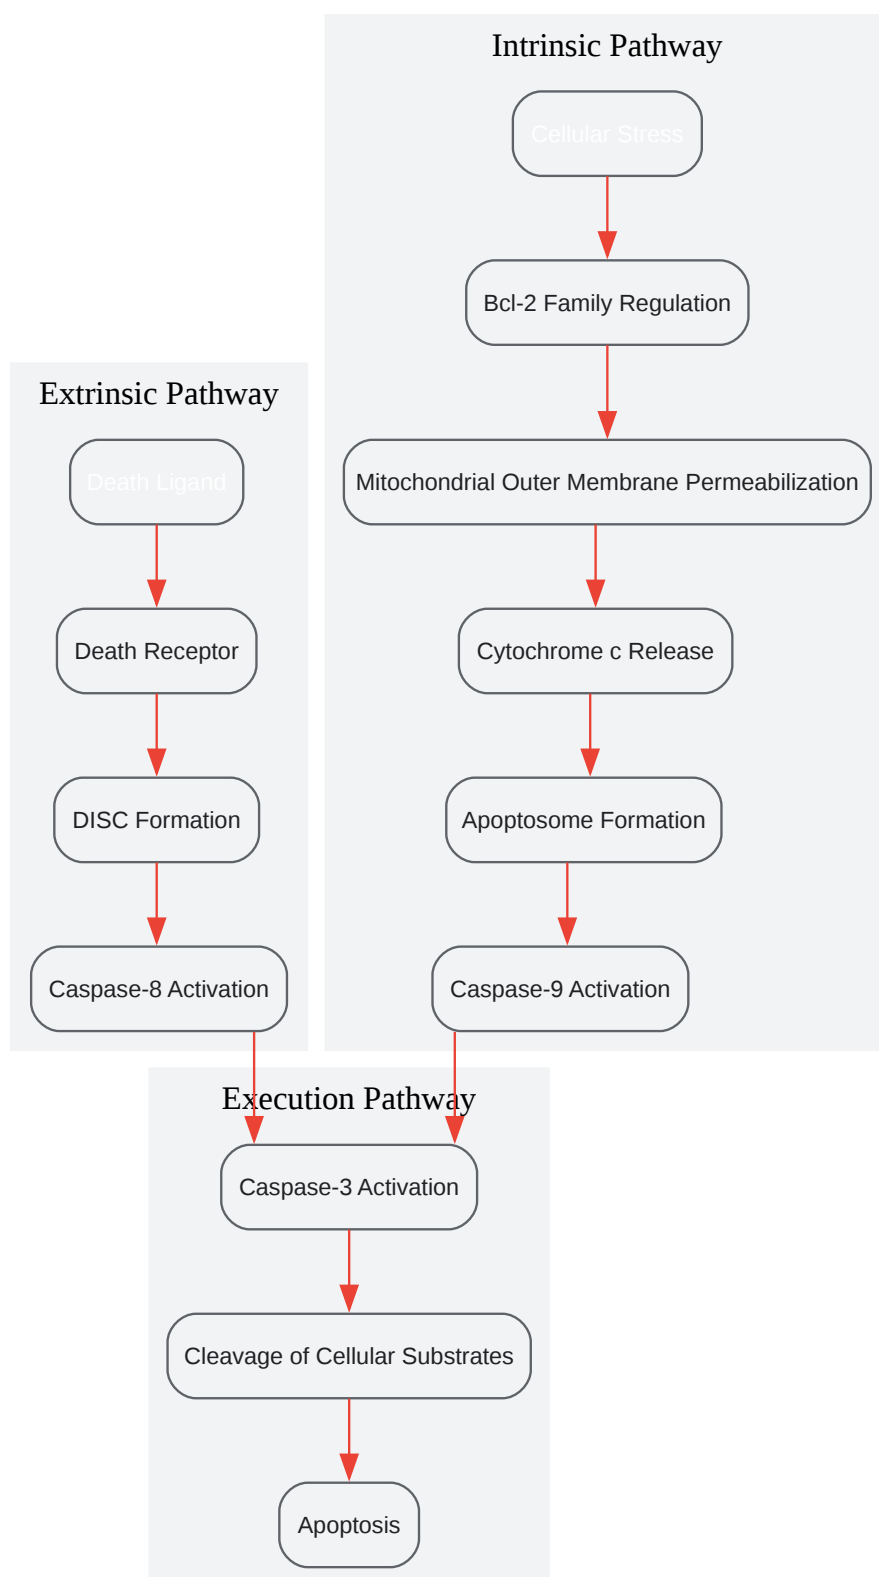 Intrinsic Pathway
Cellular Stress
Bcl-2 Family Regulation
Mitochondrial Outer Membrane Permeabilization
Cytochrome c Release
Apoptosome Formation
Caspase-9 Activation
Extrinsic Pathway
Death Ligand
Death Receptor
DISC Formation
Caspase-8 Activation
Execution Pathway
Caspase-3 Activation
Cleavage of Cellular Substrates
Apoptosis